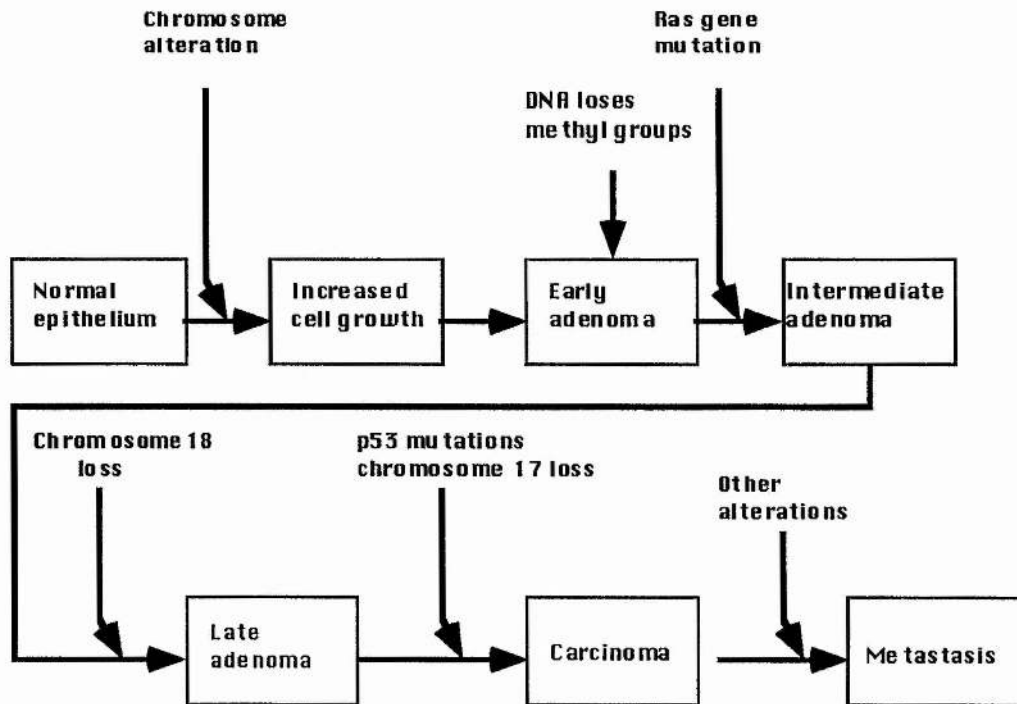 Chromosome
alteration
Ras gene
mutation
DNA loses
methyl groups
Normal
epithelium
Increased
cell growth
Early
adenoma
Intermediate
adenoma
Chromosome 18
loss
p53 mutations
chromosome 17 loss
Other
alterations
Late
adenoma
Carcinoma
Metastasis